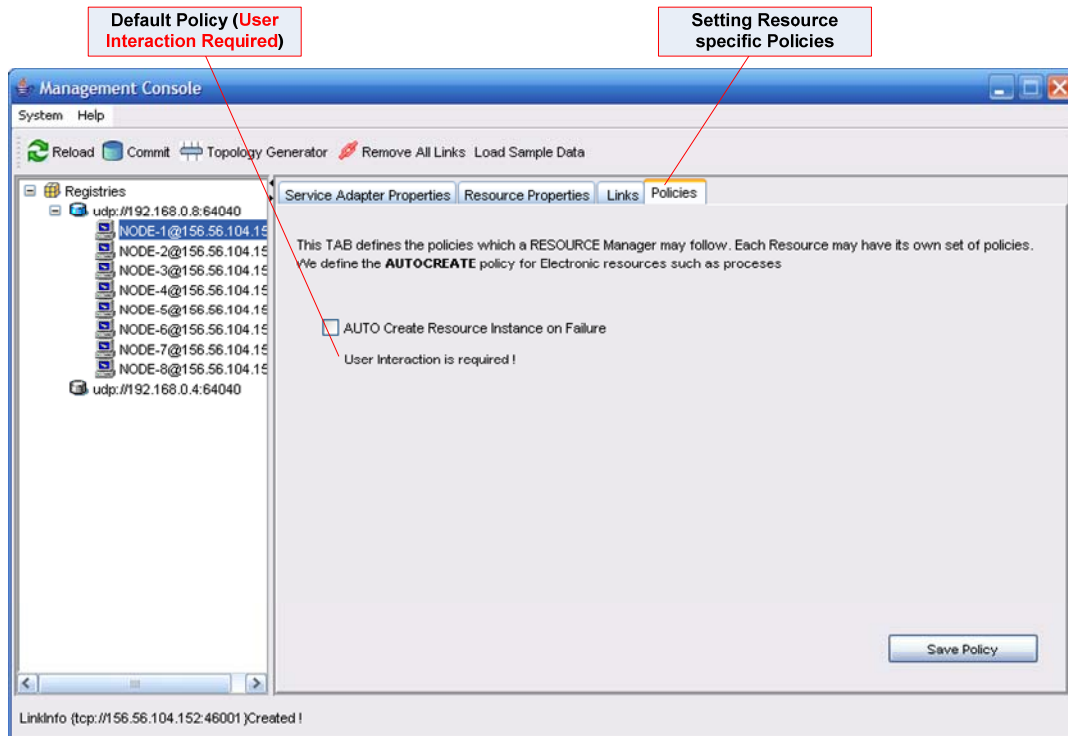 Default Policy (User
Interaction Required)
Setting Resource
specific Policies
Management Console
System Help
Reload Commit Topology Generator Remove All Links Load Sample Data
Registries
udp://192.168.0.8:64040
NODE-1@156.56.104.15
NODE-2@156.56.104.15
NODE-3@156.56.104.15
NODE-4@156.56.104.15
NODE-5@156.56.104.15
NODE-6@156.56.104.15
NODE-7@156.56.104.15
NODE-8@156.56.104.15
udp://192.168.0.4:64040
Service Adapter Properties Resource Properties Links Policies
This TAB defines the policies which a RESOURCE Manager may follow. Each Resource may have its own set of policies.
We define the AUTOCREATE policy for Electronic resources such as proceses
AUTO Create Resource Instance on Failure
User Interaction is required !
Save Policy
LinkInfo {tcp://156.56.104.152:46001 }Created !